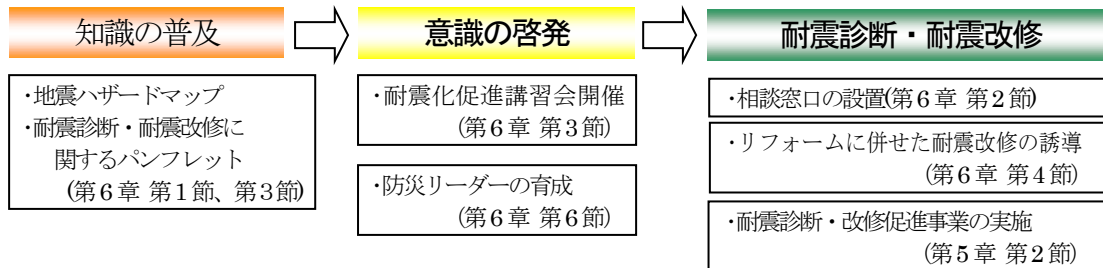 知識の普及
・地震ハザードマップ
・耐震診断・耐震改修に
関するパンフレット
(第6章 第1節、第3節)
意識の啓発
・耐震化促進講習会開催
(第6章 第3節)
・防災リーダーの育成
(第6章 第6節)
耐震診断・耐震改修
・相談窓口の設置(第6章 第2節)
・リフォームに併せた耐震改修の誘導
(第6章 第4節)
・耐震診断・改修促進事業の実施
(第5章 第2節)